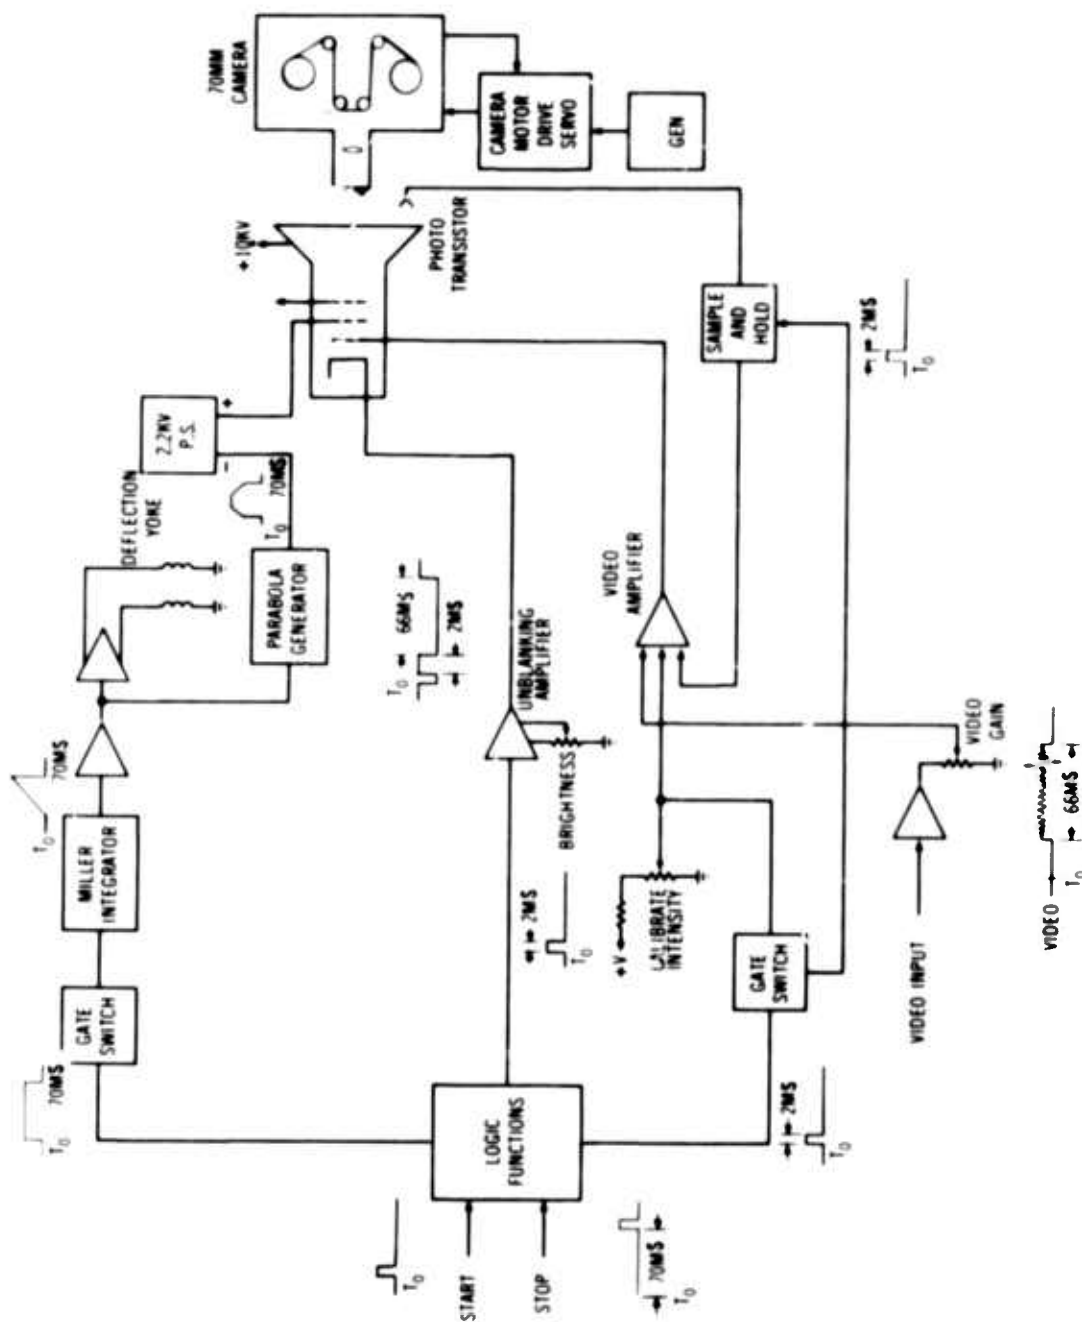 70MM
CAMERA
CAMERA
MOTOR
DRIVE
SERVO
GEN
+10KV
PHOTO
TRANSISTOR
2.2KV
P.S.
+
−
DEFLECTION
YOKE
T0 70MS
PARABOLA
GENERATOR
T0 70MS
MILLER
INTEGRATOR
GATE
SWITCH
T0 70MS
T0 66MS
2MS
UNBLANKING
AMPLIFIER
BRIGHTNESS
2MS
T0
LOGIC
FUNCTIONS
START
STOP
T0
70MS
T0
VIDEO
AMPLIFIER
SAMPLE
AND
HOLD
2MS
T0
+V
CALIBRATE
INTENSITY
GATE
SWITCH
2MS
T0
VIDEO
GAIN
VIDEO INPUT
VIDEO
66MS
T0